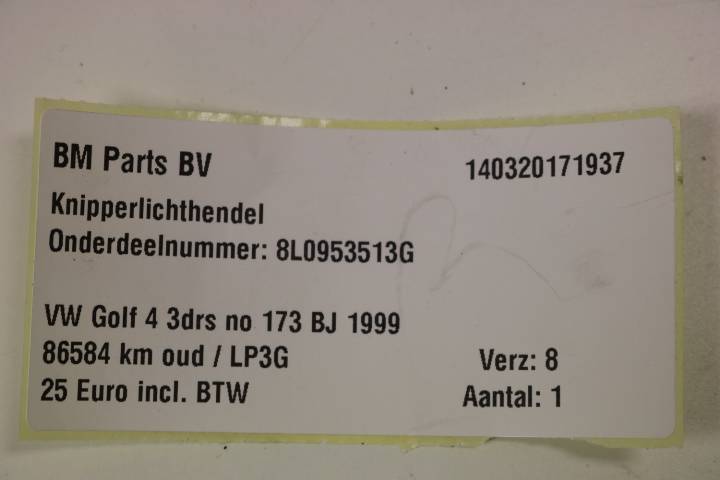 BM Parts BV 140320171937
Knipperlichthendel
Onderdeelnummer: 8L0953513G
VW Golf 4 3drs no 173 BJ 1999
86584 km oud / LP3G Verz: 8
25 Euro incl. BTW Aantal: 1